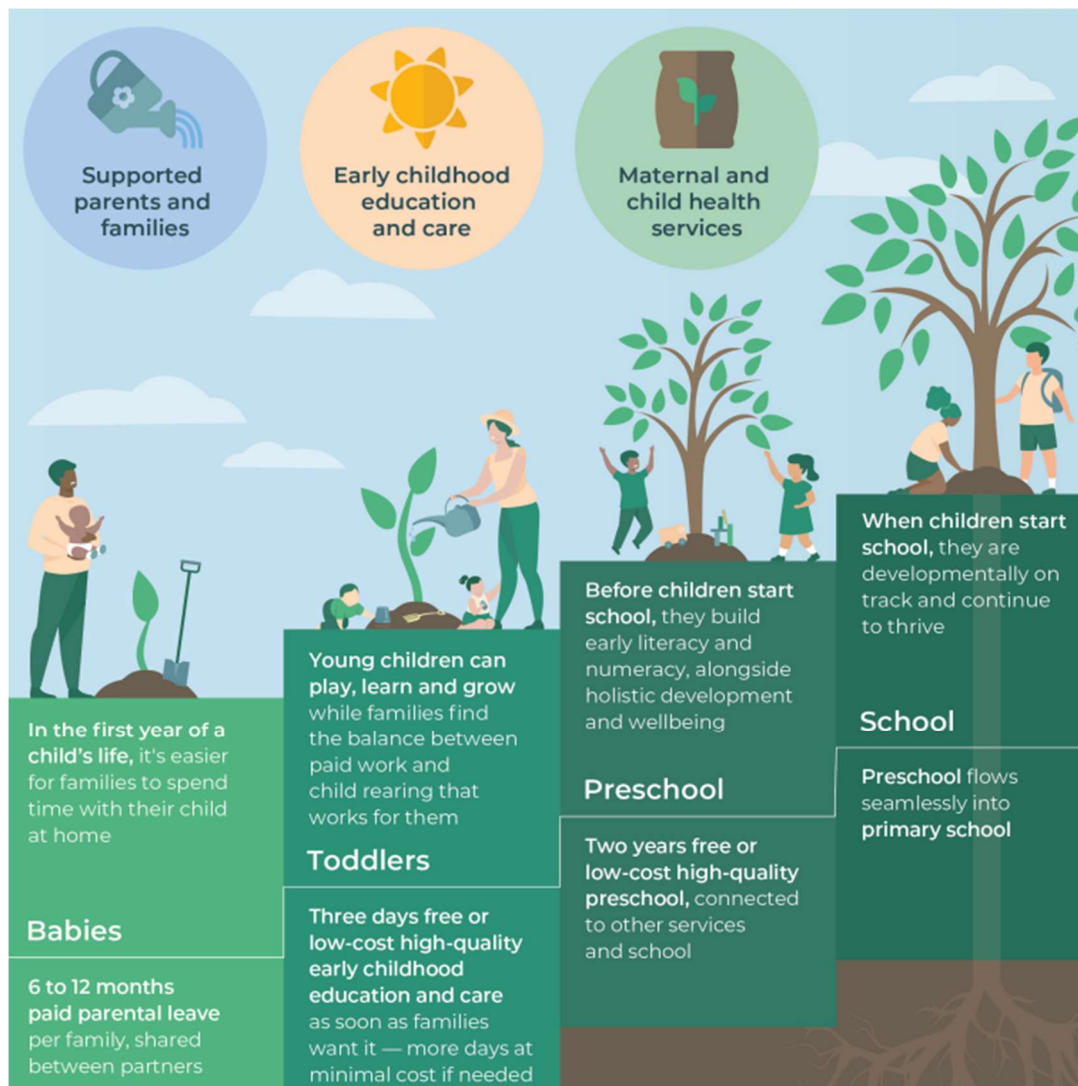 Supported
parents and
families
Early childhood
education
and care
Maternal and
child health
services
In the first year of a
child's life, it's easier
for families to spend
time with their child
at home
Babies
6 to 12 months
paid parental leave
per family, shared
between partners
Young children can
play, learn and grow
while families find
the balance between
paid work and
child rearing that
works for them
Toddlers
Three days free or
low-cost high-quality
early childhood
education and care
as soon as families
want it — more days at
minimal cost if needed
Before children start
school, they build
early literacy and
numeracy, alongside
holistic development
and wellbeing
Preschool
Two years free or
low-cost high-quality
preschool, connected
to other services
and school
When children start
school, they are
developmentally on
track and continue
to thrive
School
Preschool flows
seamlessly into
primary school